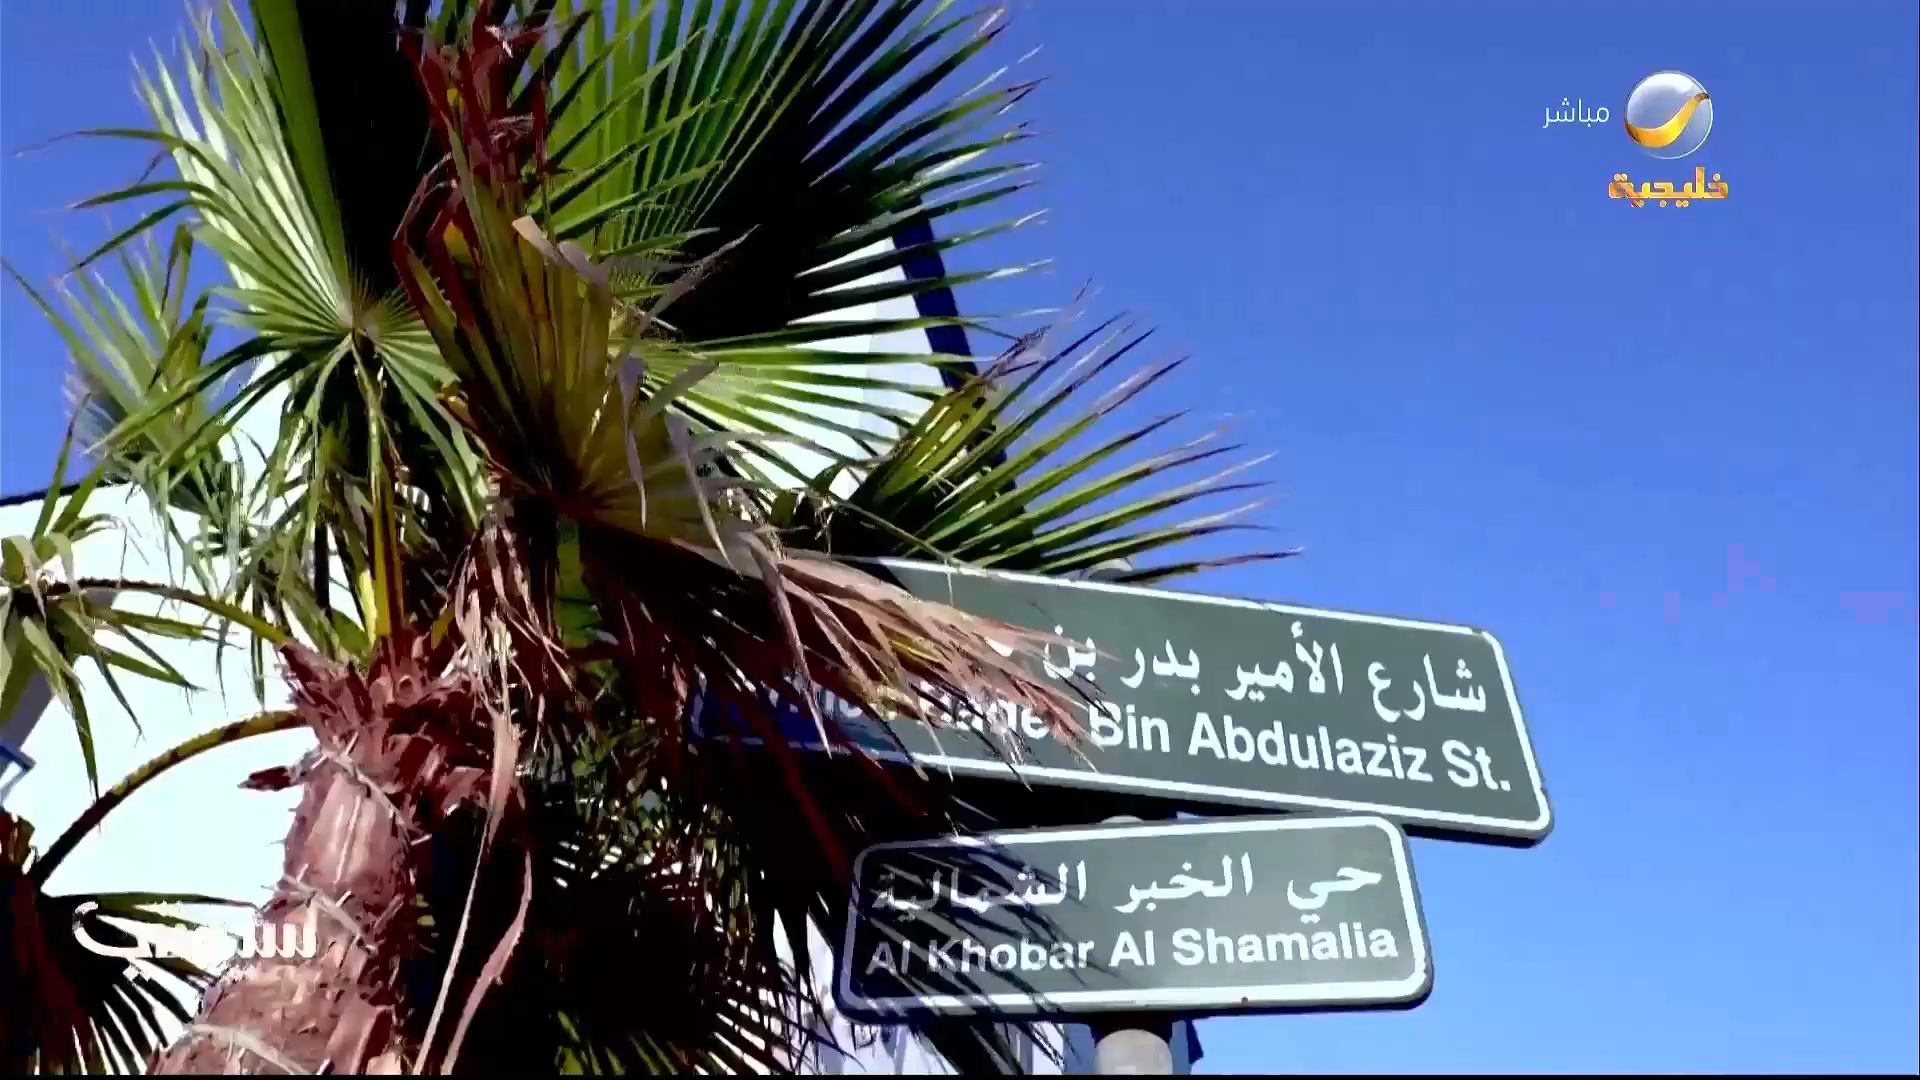 مباشر
خليجية
شارع الأمير بدر بن
Bin Abdulaziz St.
حي الخبر الشمالية
Al Khobar Al Shamalia